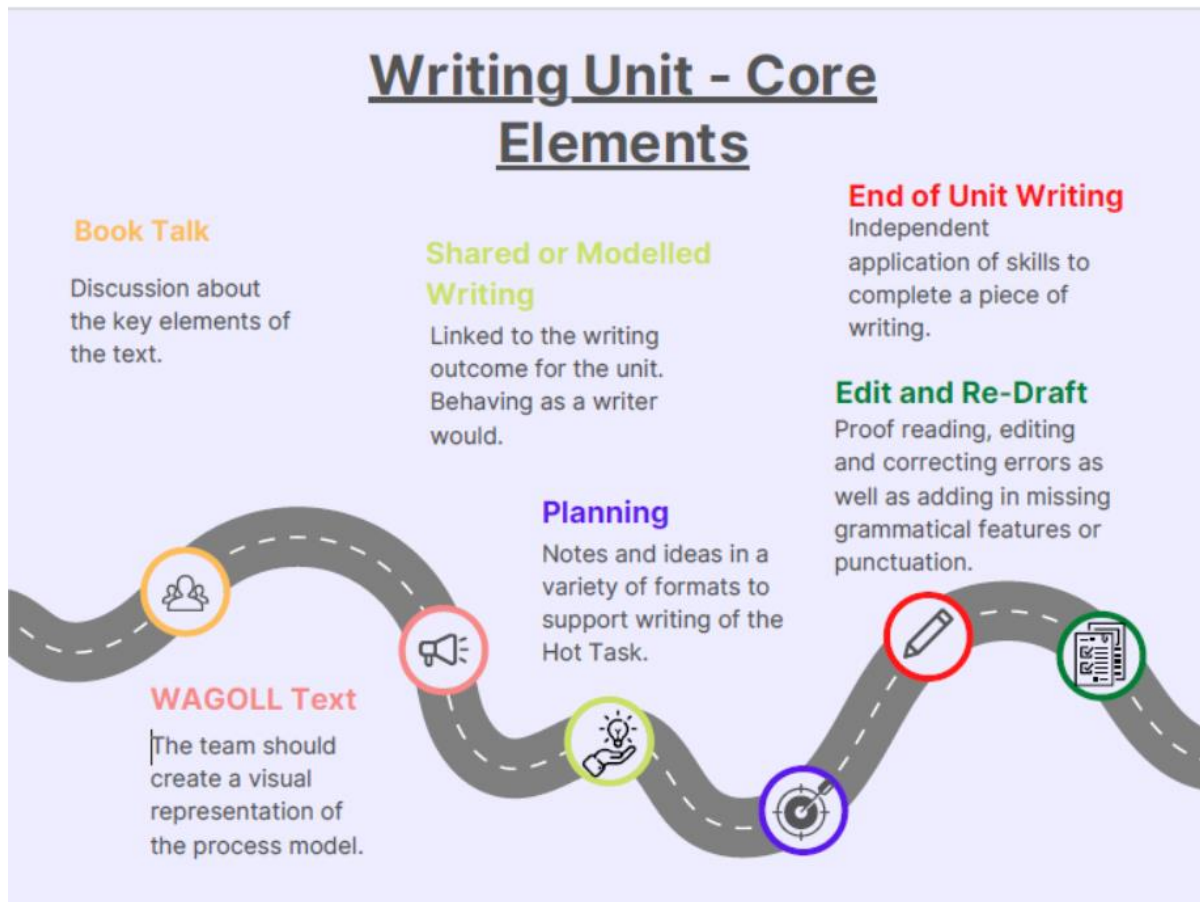 Writing Unit - Core
Elements
Book Talk
Discussion about
the key elements of
the text.
WAGOLL Text
The team should
create a visual
representation of
the process model.
Shared or Modelled
Writing
Linked to the writing
outcome for the unit.
Behaving as a writer
would.
Planning
Notes and ideas in a
variety of formats to
support writing of the
Hot Task.
End of Unit Writing
Independent
application of skills to
complete a piece of
writing.
Edit and Re-Draft
Proof reading, editing
and correcting errors as
well as adding in missing
grammatical features or
punctuation.